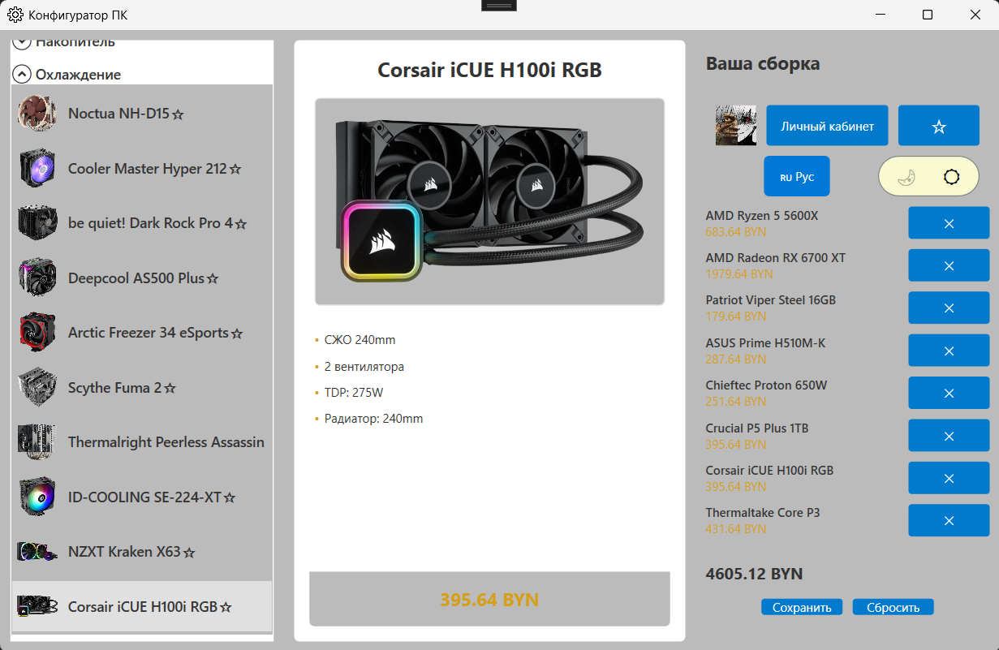 Конфигуратор ПК
Накопитель
Охлаждение
Noctua NH-D15☆
Cooler Master Hyper 212☆
be quiet! Dark Rock Pro 4☆
Deepcool AS500 Plus☆
Arctic Freezer 34 eSports☆
Scythe Fuma 2☆
Thermalright Peerless Assassin
ID-COOLING SE-224-XT☆
NZXT Kraken X63☆
Corsair iCUE H100i RGB☆
Corsair iCUE H100i RGB
• СЖО 240mm
• 2 вентилятора
• TDP: 275W
• Радиатор: 240mm
395.64 BYN
Ваша сборка
Личный кабинет
☆
RU Рус
AMD Ryzen 5 5600X
683.64 BYN
AMD Radeon RX 6700 XT
1979.64 BYN
Patriot Viper Steel 16GB
179.64 BYN
ASUS Prime H510M-K
287.64 BYN
Chieftec Proton 650W
251.64 BYN
Crucial P5 Plus 1TB
395.64 BYN
Corsair iCUE H100i RGB
395.64 BYN
Thermaltake Core P3
431.64 BYN
4605.12 BYN
Сохранить
Сбросить